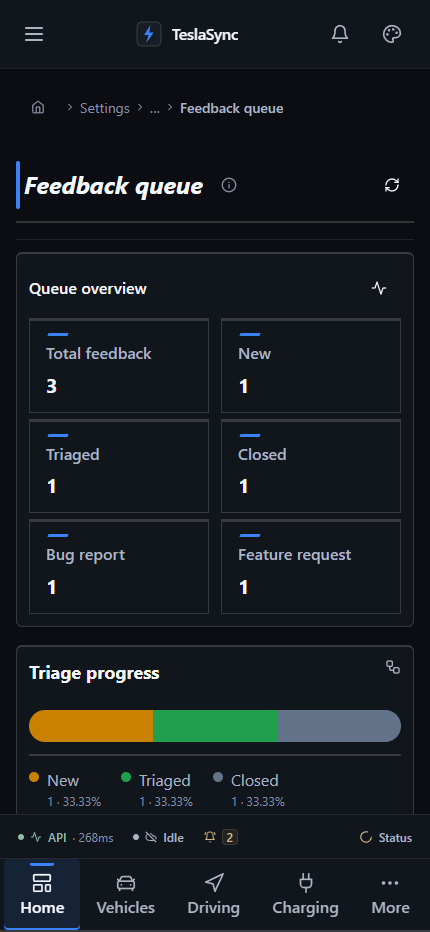 TeslaSync
Settings ... Feedback queue
Feedback queue
Queue overview
Total feedback
3
New
1
Triaged
1
Closed
1
Bug report
1
Feature request
1
Triage progress
New
1 · 33.33%
Triaged
1 · 33.33%
Closed
1 · 33.33%
API · 268ms Idle 2 Status
Home Vehicles Driving Charging More